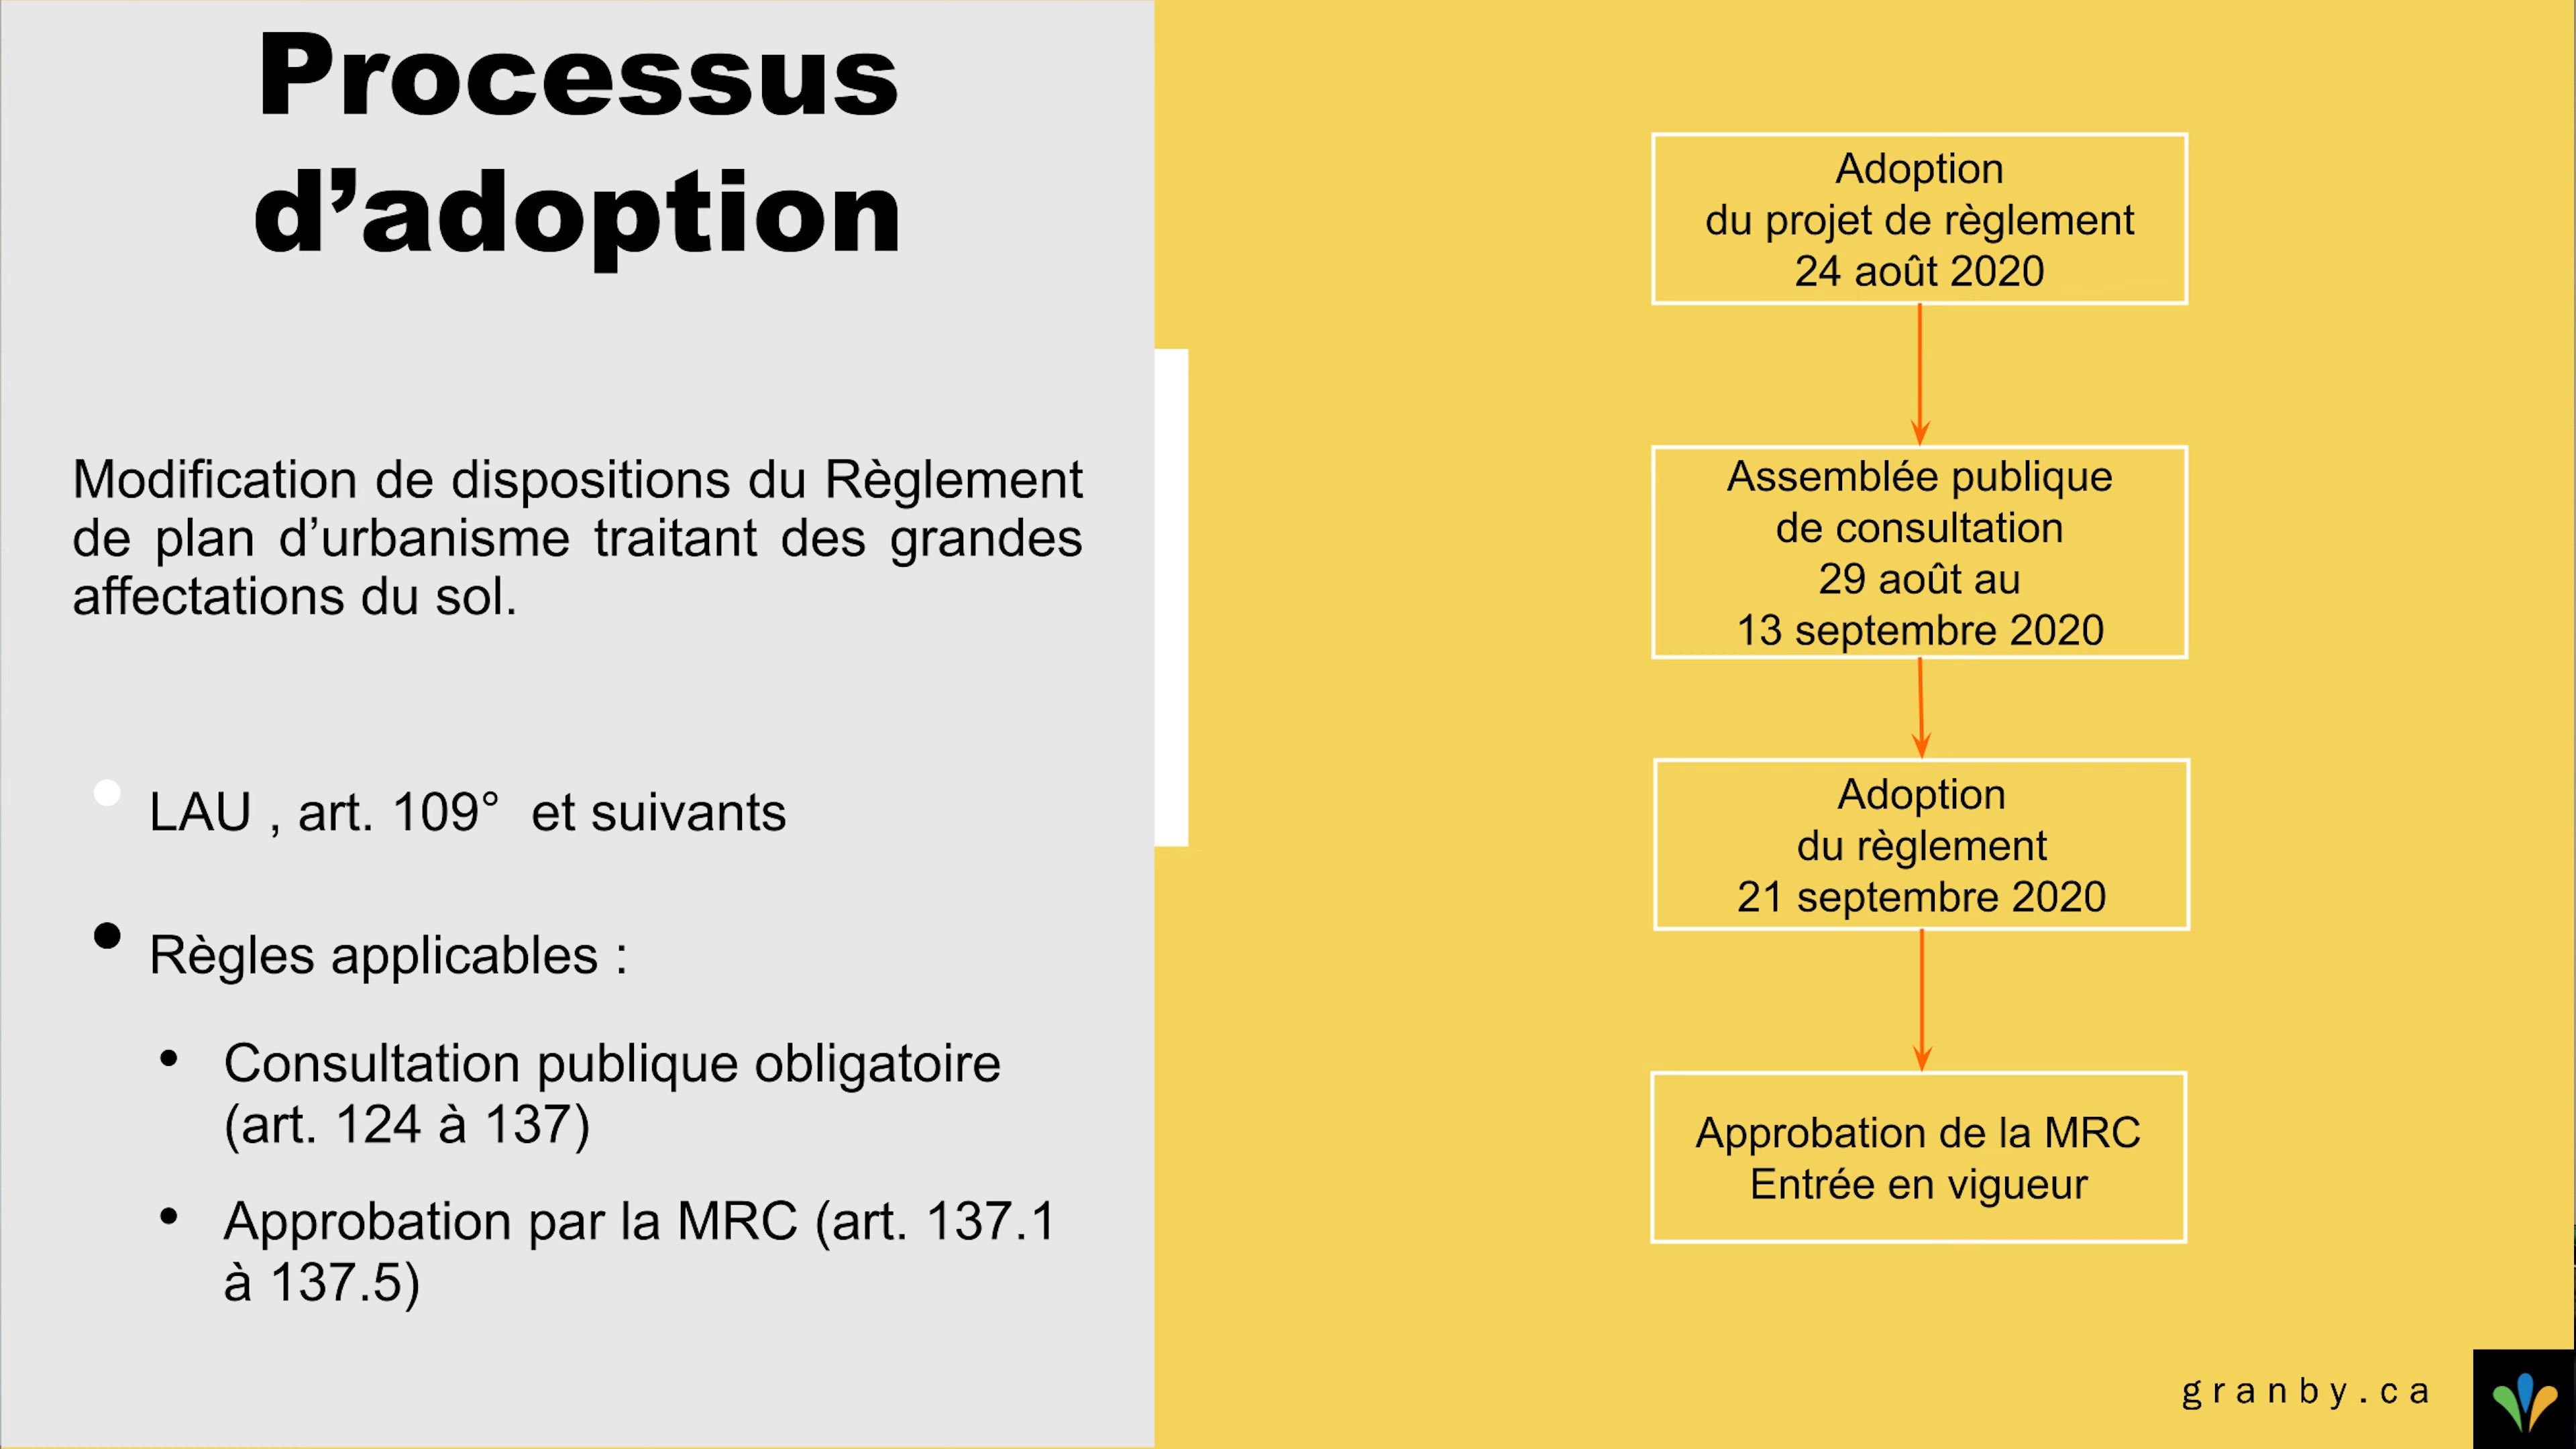 Processus
d’adoption
Modification de dispositions du Règlement
de plan d’urbanisme traitant des grandes
affectations du sol.
LAU , art. 109°  et suivants
Règles applicables :
Consultation publique obligatoire
(art. 124 à 137)
Approbation par la MRC (art. 137.1
à 137.5)
Adoption
du projet de règlement
24 août 2020
Assemblée publique
de consultation
29 août au
13 septembre 2020
Adoption
du règlement
21 septembre 2020
Approbation de la MRC
Entrée en vigueur
granby.ca